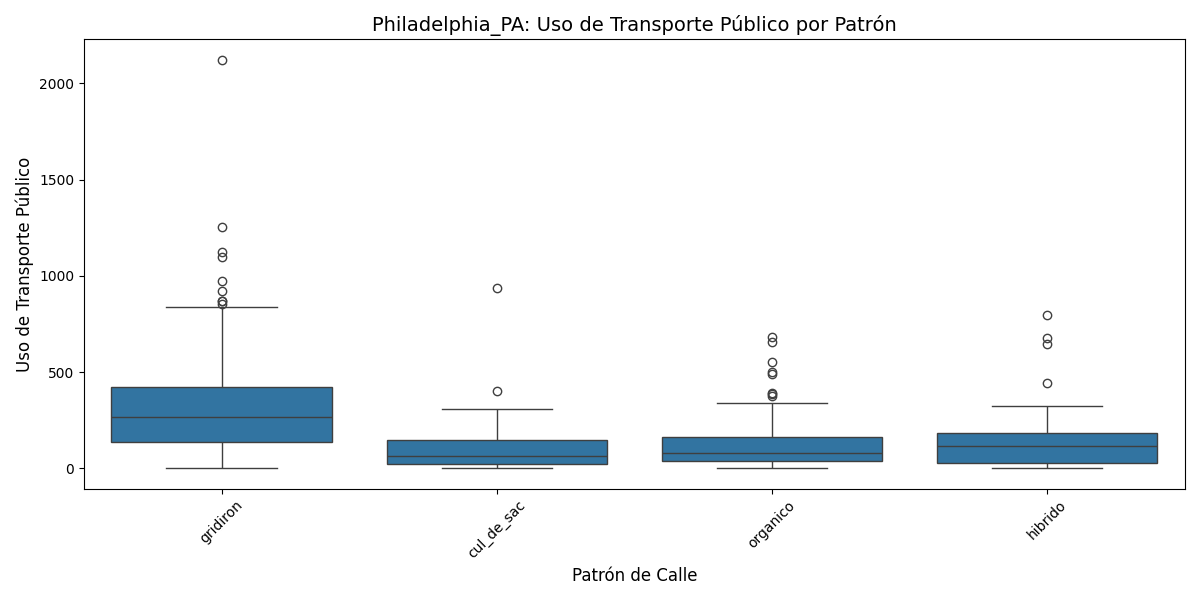 Philadelphia_PA: Uso de Transporte Público por Patrón
Uso de Transporte Público
2000
1500
1000
500
0
gridiron
cul_de_sac
organico
hibrido
Patrón de Calle